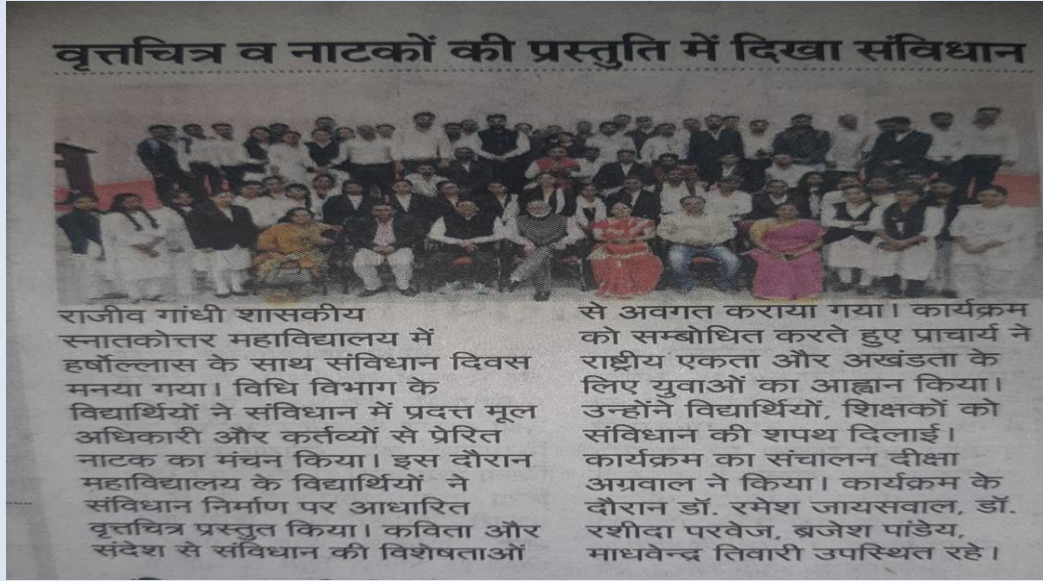 वृत्तचित्र व नाटकों की प्रस्तुति में दिखा संविधान
राजीव गांधी शासकीय
स्नातकोत्तर महाविद्यालय में
हर्षोल्लास के साथ संविधान दिवस
मनया गया। विधि विभाग के
विद्यार्थियों ने संविधान में प्रदत्त मूल
अधिकारी और कर्तव्यों से प्रेरित
नाटक का मंचन किया। इस दौरान
महाविद्यालय के विद्यार्थियों ने
संविधान निर्माण पर आधारित
वृत्तचित्र प्रस्तुत किया। कविता और
संदेश से संविधान की विशेषताओं
से अवगत कराया गया। कार्यक्रम
को सम्बोधित करते हुए प्राचार्य ने
राष्ट्रीय एकता और अखंडता के
लिए युवाओं का आह्वान किया।
उन्होंने विद्यार्थियों, शिक्षकों को
संविधान की शपथ दिलाई।
कार्यक्रम का संचालन दीक्षा
अग्रवाल ने किया। कार्यक्रम के
दौरान डॉ. रमेश जायसवाल, डॉ.
रशीदा परवेज, ब्रजेश पांडेय,
माधवेन्द्र तिवारी उपस्थित रहे।